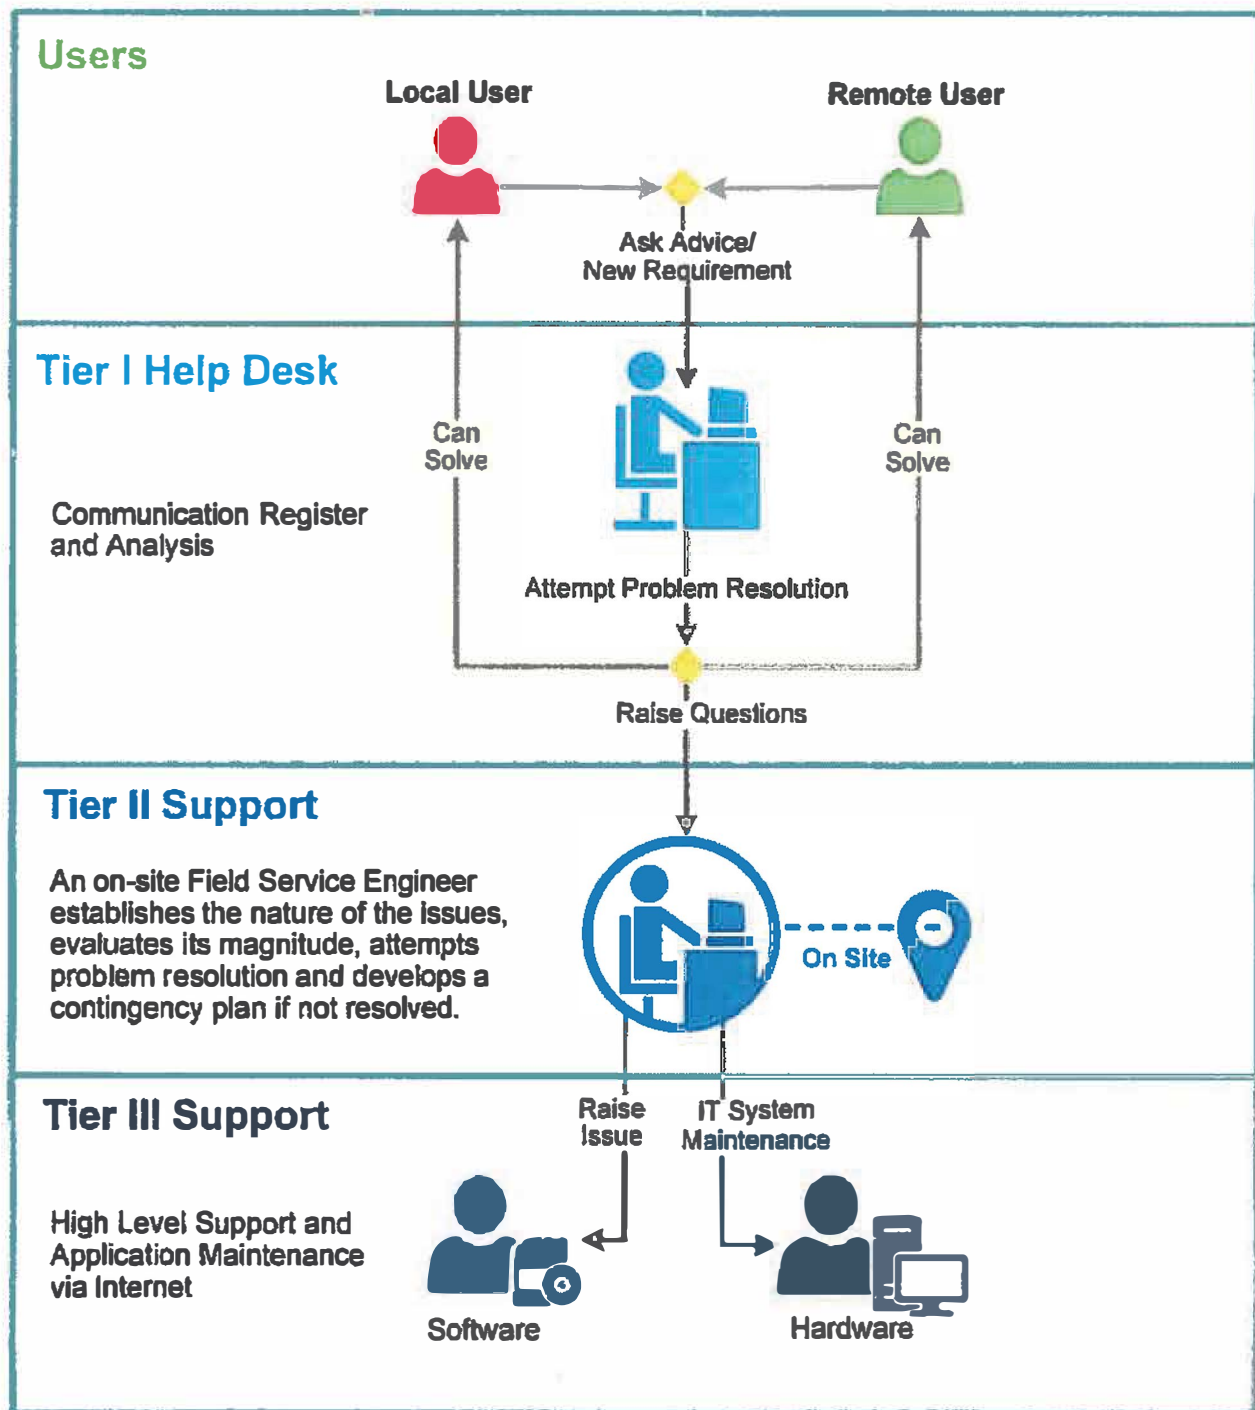 Users
Local User
Remote User
Ask Advice/
New Requirement
Tier I Help Desk
Can
Solve
Can
Solve
Communication Register
and Analysis
Attempt Problem Resolution
Raise Questions
Tier II Support
An on-site Field Service Engineer
establishes the nature of the issues,
evaluates its magnitude, attempts
problem resolution and develops a
contingency plan if not resolved.
On Site
Tier III Support
Raise
Issue
IT System
Maintenance
High Level Support and
Application Maintenance
via Internet
Software
Hardware